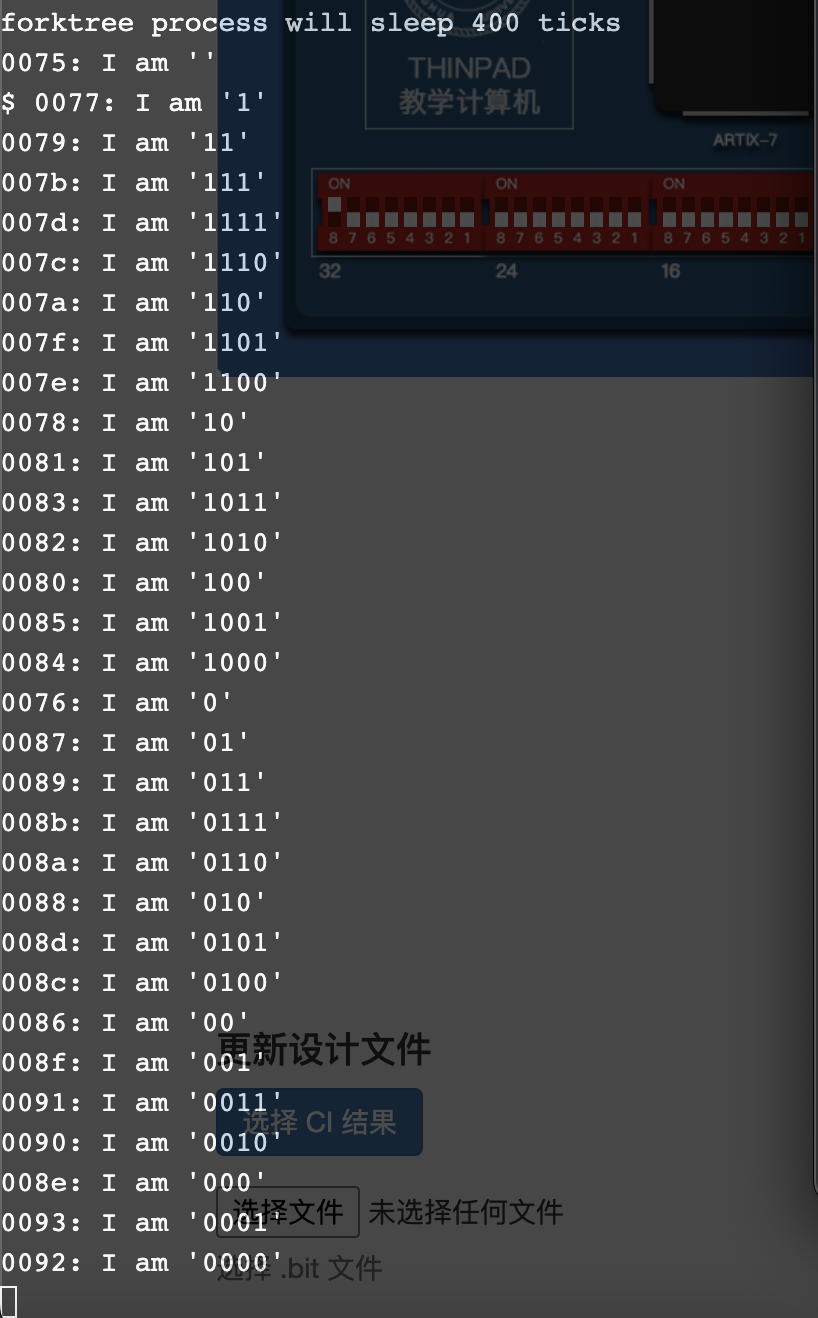 forktree process will sleep 400 ticks
0075: I am ''
$ 0077: I am '1'
0079: I am '11'
007b: I am '111'
007d: I am '1111'
007c: I am '1110'
007a: I am '110'
007f: I am '1101'
007e: I am '1100'
0078: I am '10'
0081: I am '101'
0083: I am '1011'
0082: I am '1010'
0080: I am '100'
0085: I am '1001'
0084: I am '1000'
0076: I am '0'
0087: I am '01'
0089: I am '011'
008b: I am '0111'
008a: I am '0110'
0088: I am '010'
008d: I am '0101'
008c: I am '0100'
0086: I am '00'
008f: I am '001'
0091: I am '0011'
0090: I am '0010'
008e: I am '000'
0093: I am '0001'
0092: I am '0000'
THINPAD
教学计算机
ARTIX-7
ON ON ON
8 7 6 5 4 3 2 1 8 7 6 5 4 3 2 1 8 7 6 5 4 3 2 1
32 24 16
更新设计文件
选择 CI 结果
选择文件 未选择任何文件
选择 .bit 文件